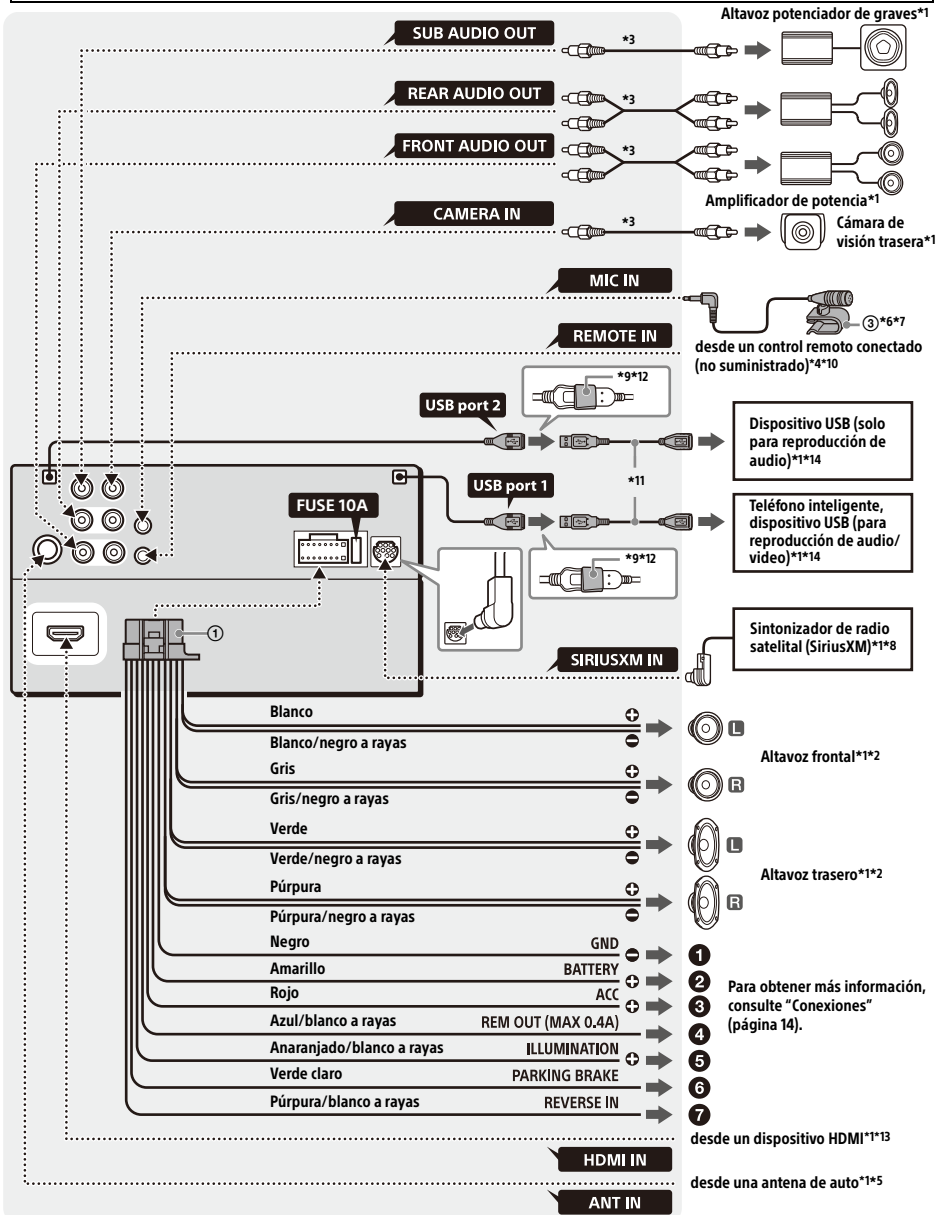 Altavoz potenciador de graves*1
SUB AUDIO OUT
*3
REAR AUDIO OUT
*3
FRONT AUDIO OUT
*3
Amplificador de potencia*1
CAMERA IN
*3
Cámara de
visión trasera*1
MIC IN
③*6*7
REMOTE IN
desde un control remoto conectado
(no suministrado)*4*10
*9*12
USB port 2
Dispositivo USB (solo
para reproducción de
audio)*1*14
*11
USB port 1
FUSE 10A
Teléfono inteligente,
dispositivo USB (para
reproducción de audio/
video)*1*14
*9*12
①
Sintonizador de radio
satelital (SiriusXM)*1*8
SIRIUSXM IN
Blanco
Blanco/negro a rayas
L
Altavoz frontal*1*2
Gris
Gris/negro a rayas
R
Verde
Verde/negro a rayas
L
Altavoz trasero*1*2
Púrpura
Púrpura/negro a rayas
R
Negro GND ❶
Amarillo BATTERY ❷
Rojo ACC ❸
Para obtener más información,
consulte “Conexiones”
(página 14).
Azul/blanco a rayas REM OUT (MAX 0.4A) ❹
Anaranjado/blanco a rayas ILLUMINATION ❺
Verde claro PARKING BRAKE ❻
Púrpura/blanco a rayas REVERSE IN ❼
desde un dispositivo HDMI*1*13
HDMI IN
desde una antena de auto*1*5
ANT IN